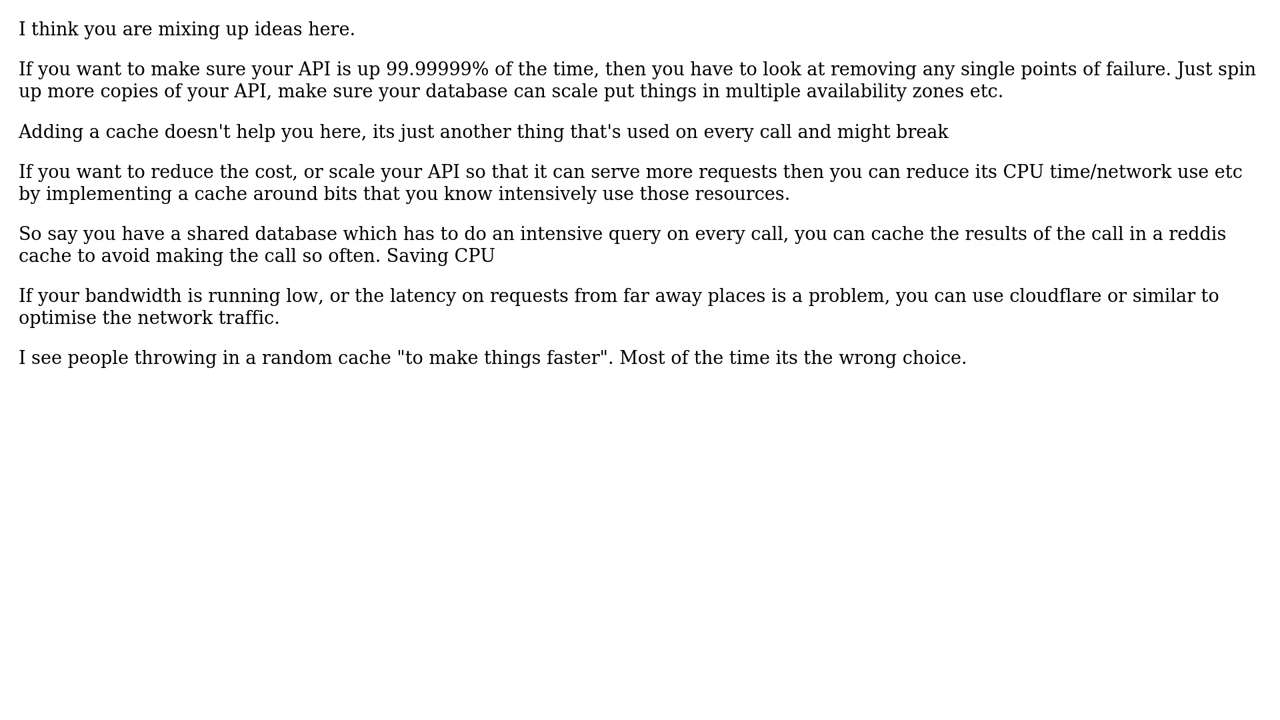 I think you are mixing up ideas here.
If you want to make sure your API is up 99.99999% of the time, then you have to look at removing any single points of failure. Just spin
up more copies of your API, make sure your database can scale put things in multiple availability zones etc.
Adding a cache doesn't help you here, its just another thing that's used on every call and might break
If you want to reduce the cost, or scale your API so that it can serve more requests then you can reduce its CPU time/network use etc
by implementing a cache around bits that you know intensively use those resources.
So say you have a shared database which has to do an intensive query on every call, you can cache the results of the call in a reddis
cache to avoid making the call so often. Saving CPU
If your bandwidth is running low, or the latency on requests from far away places is a problem, you can use cloudflare or similar to
optimise the network traffic.
I see people throwing in a random cache "to make things faster". Most of the time its the wrong choice.